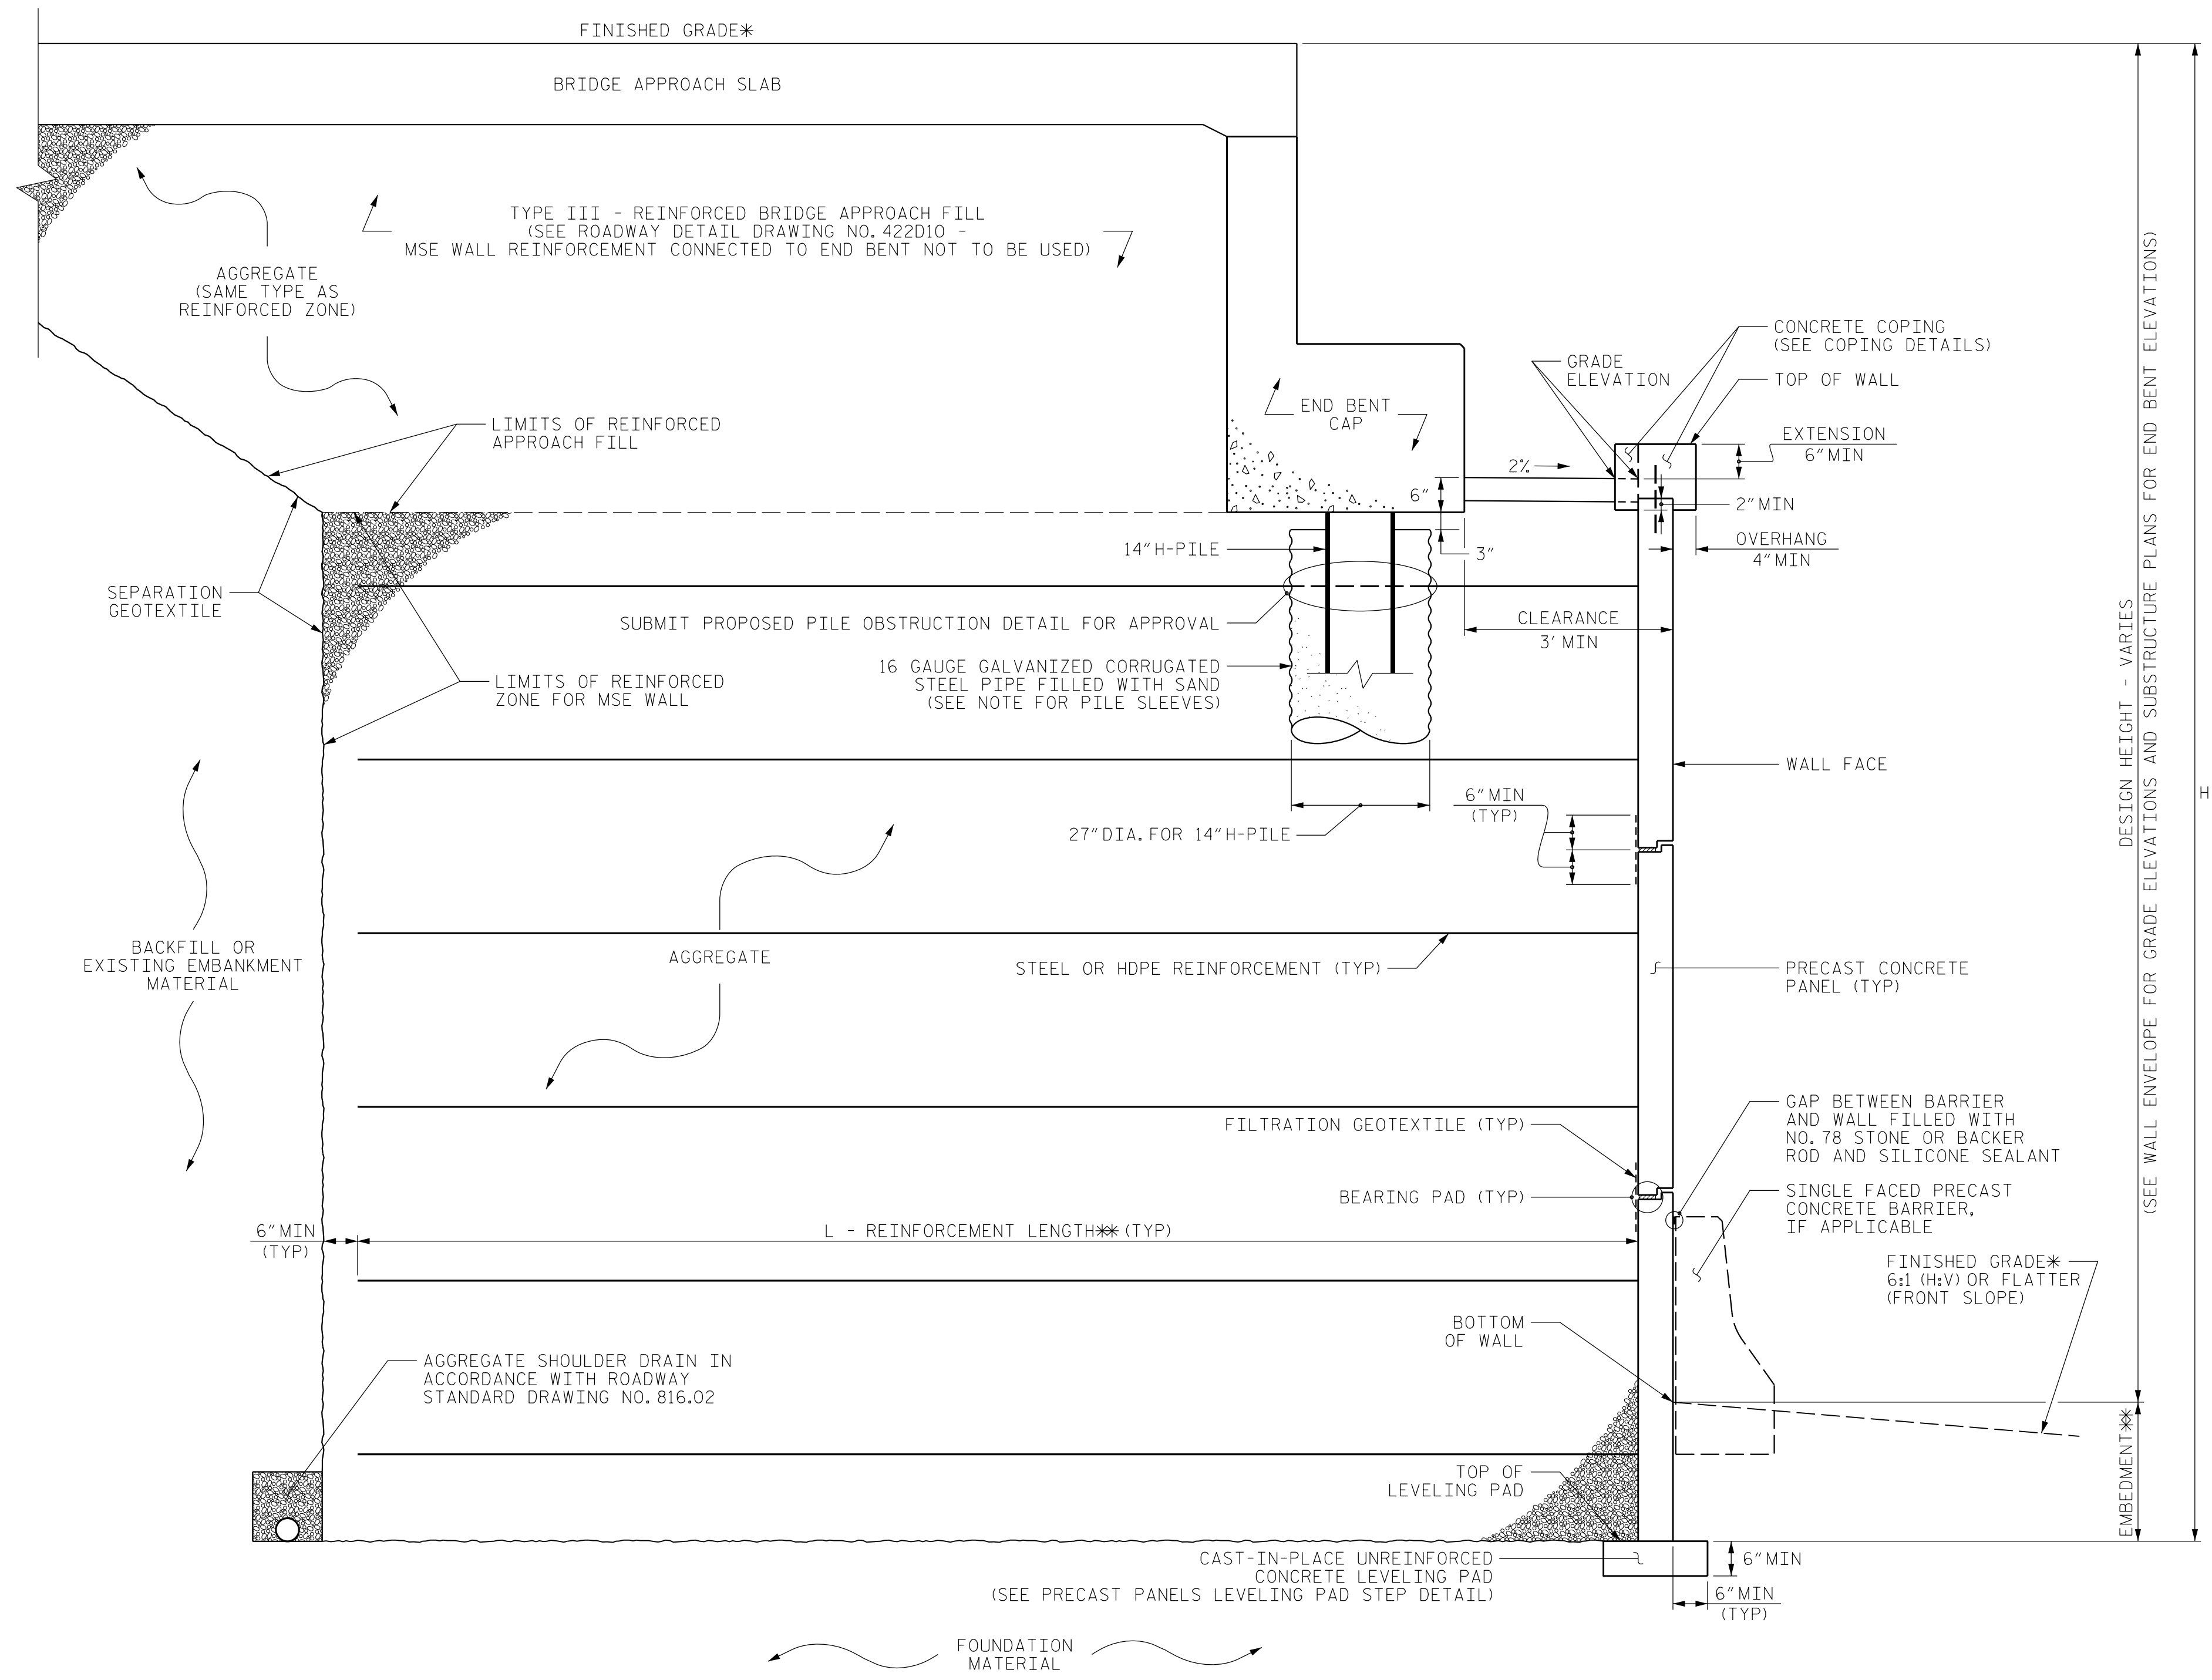 FINISHED GRADE*
BRIDGE APPROACH SLAB
TYPE III - REINFORCED BRIDGE APPROACH FILL
(SEE ROADWAY DETAIL DRAWING NO. 422D10 -
MSE WALL REINFORCEMENT CONNECTED TO END BENT NOT TO BE USED)
AGGREGATE
(SAME TYPE AS
REINFORCED ZONE)
CONCRETE COPING
(SEE COPING DETAILS)
GRADE
ELEVATION
TOP OF WALL
END BENT
CAP
LIMITS OF REINFORCED
APPROACH FILL
EXTENSION
6" MIN
2%
6"
2" MIN
OVERHANG
4" MIN
14" H-PILE
3"
SEPARATION
GEOTEXTILE
SUBMIT PROPOSED PILE OBSTRUCTION DETAIL FOR APPROVAL
CLEARANCE
3' MIN
16 GAUGE GALVANIZED CORRUGATED
STEEL PIPE FILLED WITH SAND
(SEE NOTE FOR PILE SLEEVES)
LIMITS OF REINFORCED
ZONE FOR MSE WALL
WALL FACE
6" MIN
(TYP)
27" DIA. FOR 14" H-PILE
DESIGN HEIGHT - VARIES
(SEE WALL ENVELOPE FOR GRADE ELEVATIONS AND SUBSTRUCTURE PLANS FOR END BENT ELEVATIONS)
H
BACKFILL OR
EXISTING EMBANKMENT
MATERIAL
AGGREGATE
STEEL OR HDPE REINFORCEMENT (TYP)
PRECAST CONCRETE
PANEL (TYP)
FILTRATION GEOTEXTILE (TYP)
GAP BETWEEN BARRIER
AND WALL FILLED WITH
NO. 78 STONE OR BACKER
ROD AND SILICONE SEALANT
BEARING PAD (TYP)
SINGLE FACED PRECAST
CONCRETE BARRIER,
IF APPLICABLE
6" MIN
(TYP)
L - REINFORCEMENT LENGTH** (TYP)
FINISHED GRADE*
6:1 (H:V) OR FLATTER
(FRONT SLOPE)
BOTTOM
OF WALL
AGGREGATE SHOULDER DRAIN IN
ACCORDANCE WITH ROADWAY
STANDARD DRAWING NO. 816.02
EMBEDMENT**
TOP OF
LEVELING PAD
CAST-IN-PLACE UNREINFORCED
CONCRETE LEVELING PAD
(SEE PRECAST PANELS LEVELING PAD STEP DETAIL)
6" MIN
6" MIN
(TYP)
FOUNDATION
MATERIAL